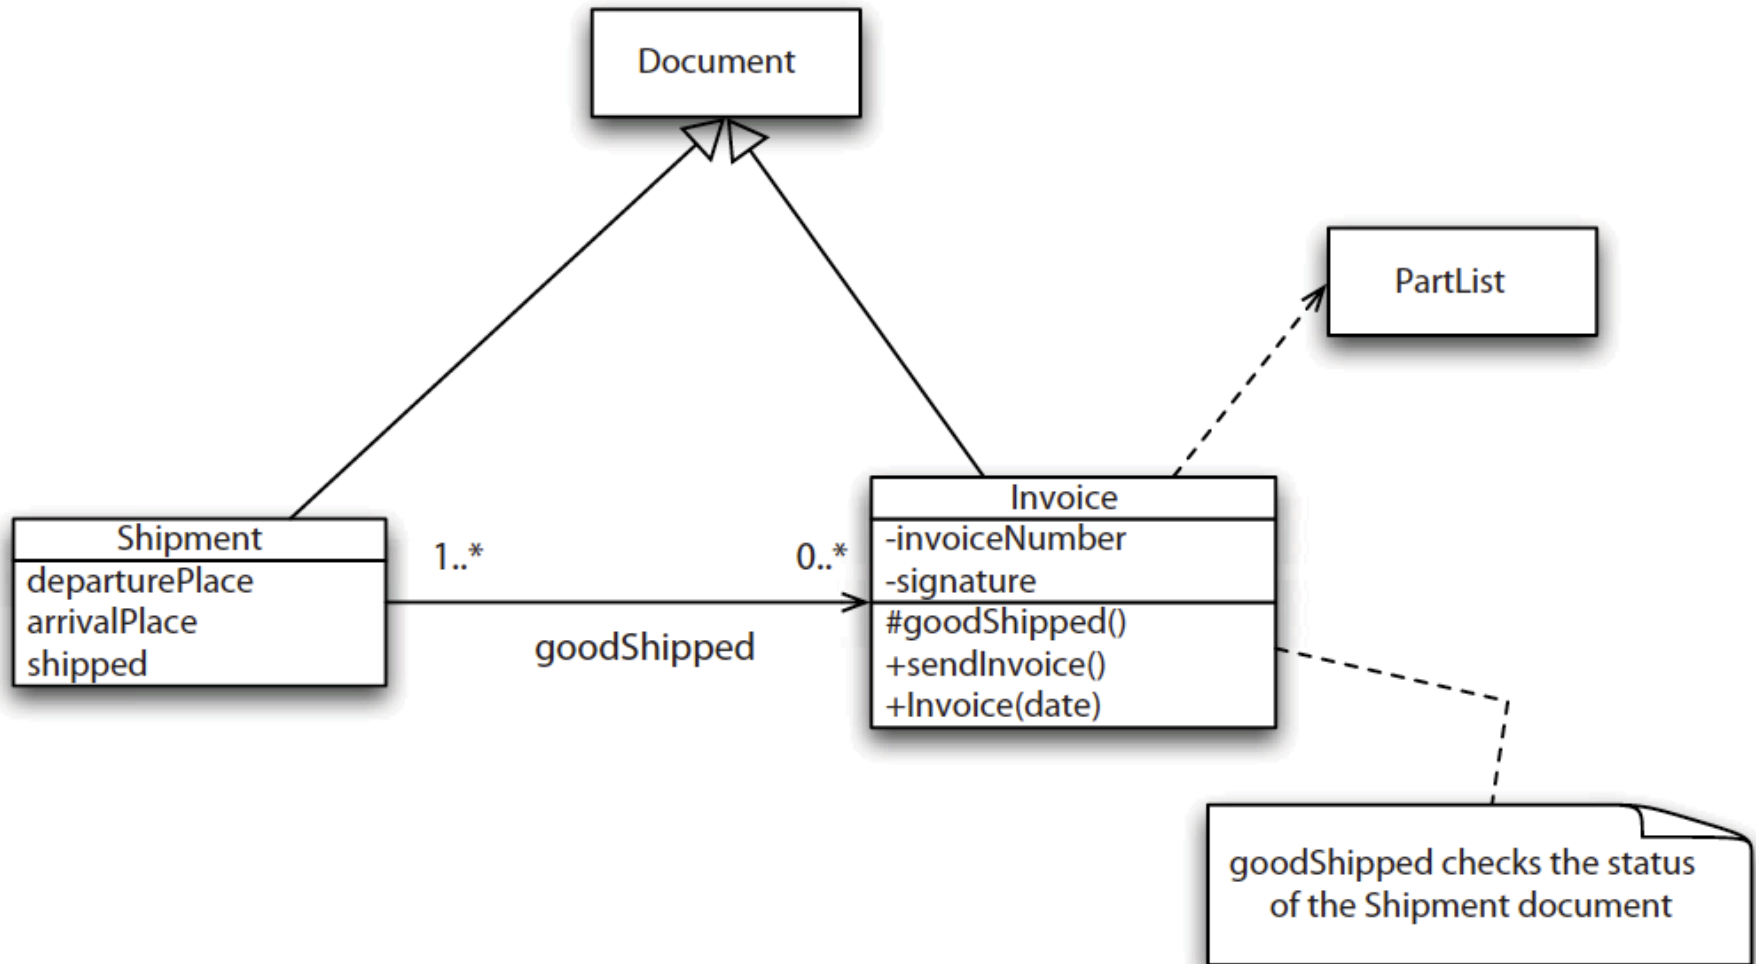 Document
PartList
Shipment
departurePlace
arrivalPlace
shipped
1..*
0..*
goodShipped
Invoice
-invoiceNumber
-signature
#goodShipped()
+sendInvoice()
+Invoice(date)
goodShipped checks the status
of the Shipment document